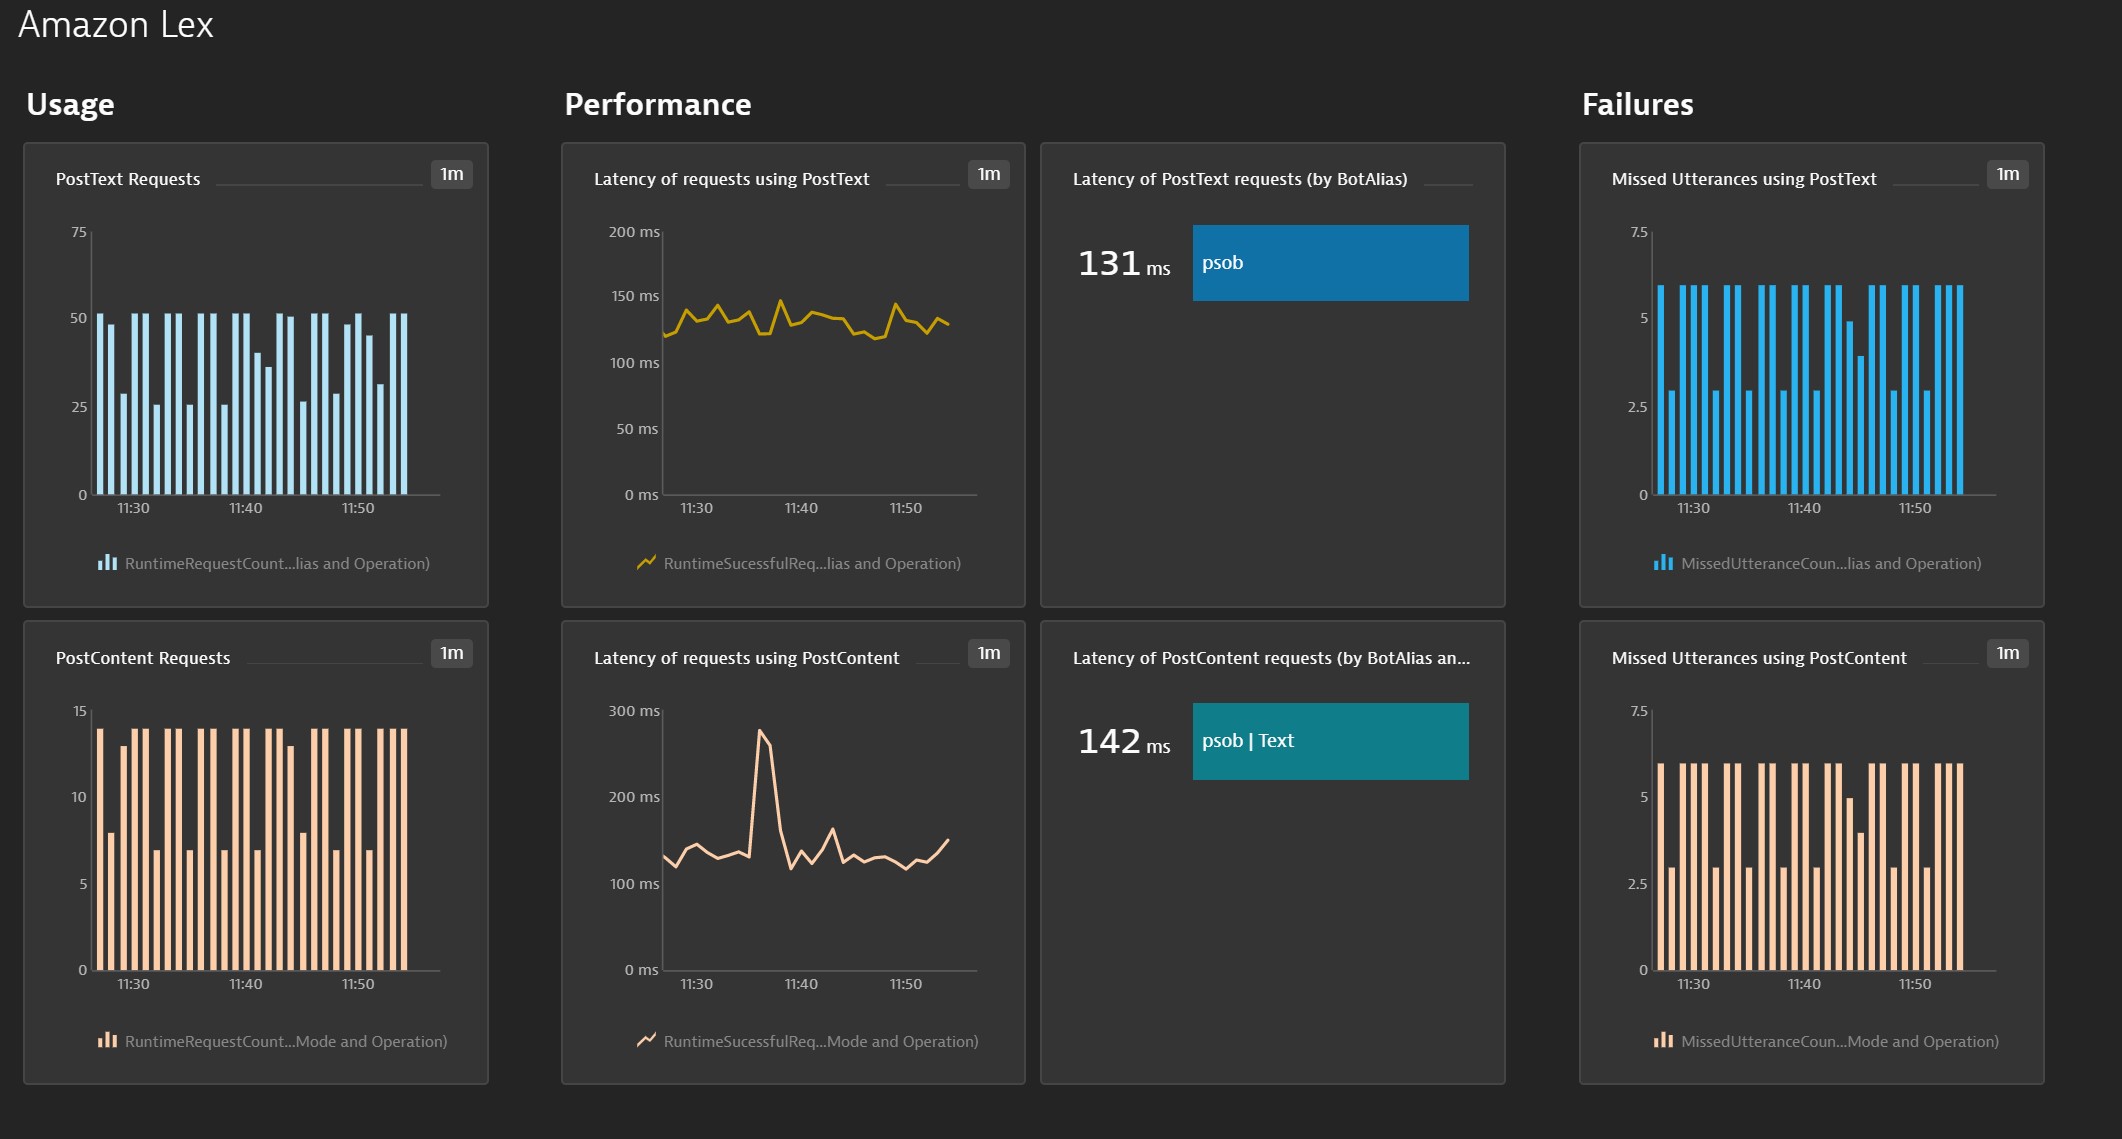 Amazon Lex
Usage
Performance
Failures
PostText Requests
1m
75
50
25
0
11:30
11:40
11:50
RuntimeRequestCount...lias and Operation)
Latency of requests using PostText
1m
200 ms
150 ms
100 ms
50 ms
0 ms
11:30
11:40
11:50
RuntimeSucessfulReq...lias and Operation)
Latency of PostText requests (by BotAlias)
131 ms
psob
Missed Utterances using PostText
1m
7.5
5
2.5
0
11:30
11:40
11:50
MissedUtteranceCoun...lias and Operation)
PostContent Requests
1m
15
10
5
0
11:30
11:40
11:50
RuntimeRequestCount...Mode and Operation)
Latency of requests using PostContent
1m
300 ms
200 ms
100 ms
0 ms
11:30
11:40
11:50
RuntimeSucessfulReq...Mode and Operation)
Latency of PostContent requests (by BotAlias an...
142 ms
psob | Text
Missed Utterances using PostContent
1m
7.5
5
2.5
0
11:30
11:40
11:50
MissedUtteranceCoun...Mode and Operation)